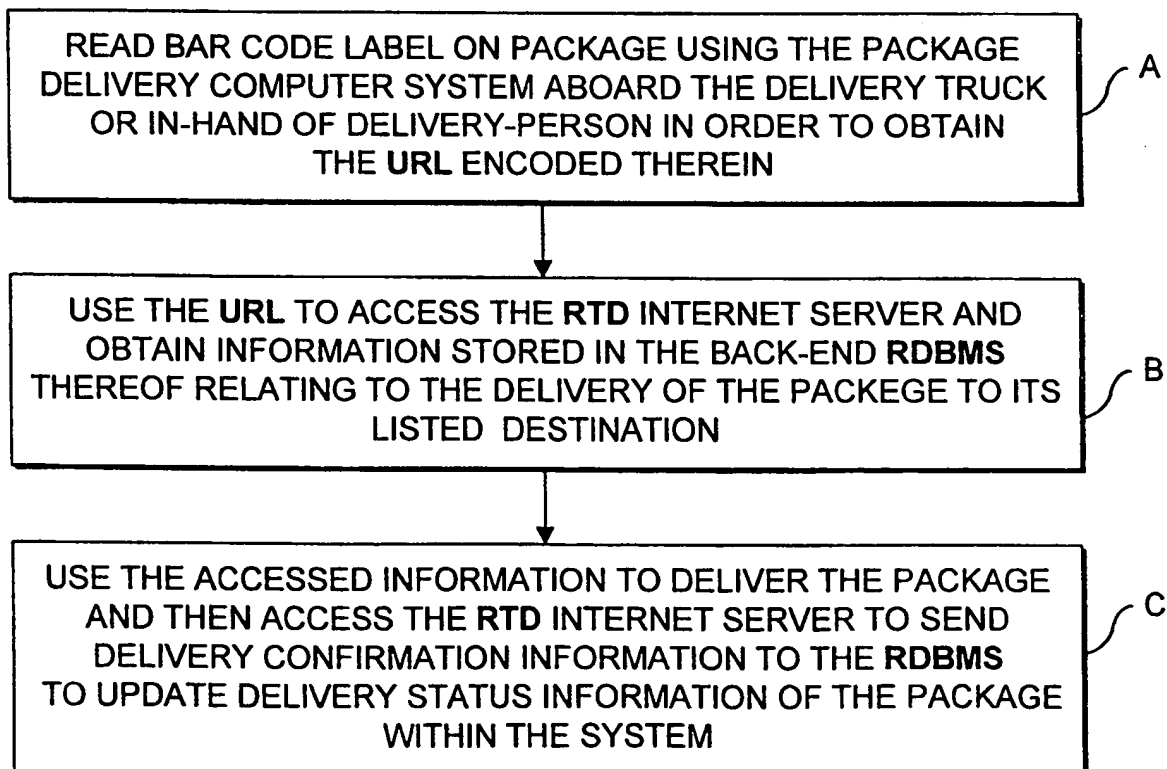 READ BAR CODE LABEL ON PACKAGE USING THE PACKAGE
DELIVERY COMPUTER SYSTEM ABOARD THE DELIVERY TRUCK
OR IN-HAND OF DELIVERY-PERSON IN ORDER TO OBTAIN
THE URL ENCODED THEREIN
A
USE THE URL TO ACCESS THE RTD INTERNET SERVER AND
OBTAIN INFORMATION STORED IN THE BACK-END RDBMS
THEREOF RELATING TO THE DELIVERY OF THE PACKEGE TO ITS
LISTED DESTINATION
B
USE THE ACCESSED INFORMATION TO DELIVER THE PACKAGE
AND THEN ACCESS THE RTD INTERNET SERVER TO SEND
DELIVERY CONFIRMATION INFORMATION TO THE RDBMS
TO UPDATE DELIVERY STATUS INFORMATION OF THE PACKAGE
WITHIN THE SYSTEM
C